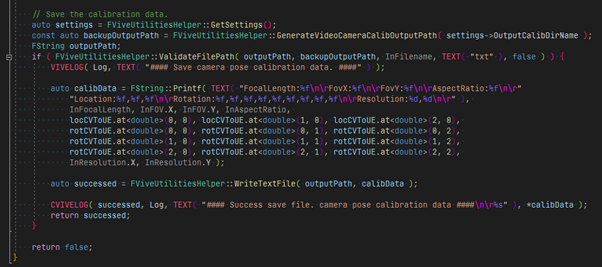 // Save the calibration data.
auto settings = FViveUtilitiesHelper::GetSettings();
const auto backupOutputPath = FViveUtilitiesHelper::GenerateVideoCameraCalibOutputPath( settings->OutputCalibDirName );
FString outputPath;
if ( FViveUtilitiesHelper::ValidateFilePath( outputPath, backupOutputPath, InFilename, TEXT( "txt" ), false ) ) {
VIVELOG( Log, TEXT( "#### Save camera pose calibration data. ####" ) );
auto calibData = FString::Printf( TEXT( "FocalLength:%f\n\rFovX:%f\n\rFovY:%f\n\rAspectRatio:%f\n\r"
"Location:%f,%f,%f\n\rRotation:%f,%f,%f,%f,%f,%f,%f,%f,%f\n\rResolution:%d,%d\n\r" ),
InFocalLength, InFOV.X, InFOV.Y, InAspectRatio,
locCVToUE.at<double>(0, 0), locCVToUE.at<double>(1, 0), locCVToUE.at<double>(2, 0),
rotCVToUE.at<double>(0, 0), rotCVToUE.at<double>(0, 1), rotCVToUE.at<double>(0, 2),
rotCVToUE.at<double>(1, 0), rotCVToUE.at<double>(1, 1), rotCVToUE.at<double>(1, 2),
rotCVToUE.at<double>(2, 0), rotCVToUE.at<double>(2, 1), rotCVToUE.at<double>(2, 2),
InResolution.X, InResolution.Y );
auto successed = FViveUtilitiesHelper::WriteTextFile( outputPath, calibData );
CVIVELOG( successed, Log, TEXT( "#### Success save file. camera pose calibration data ####\n\r%s" ), *calibData );
return successed;
}
return false;
}